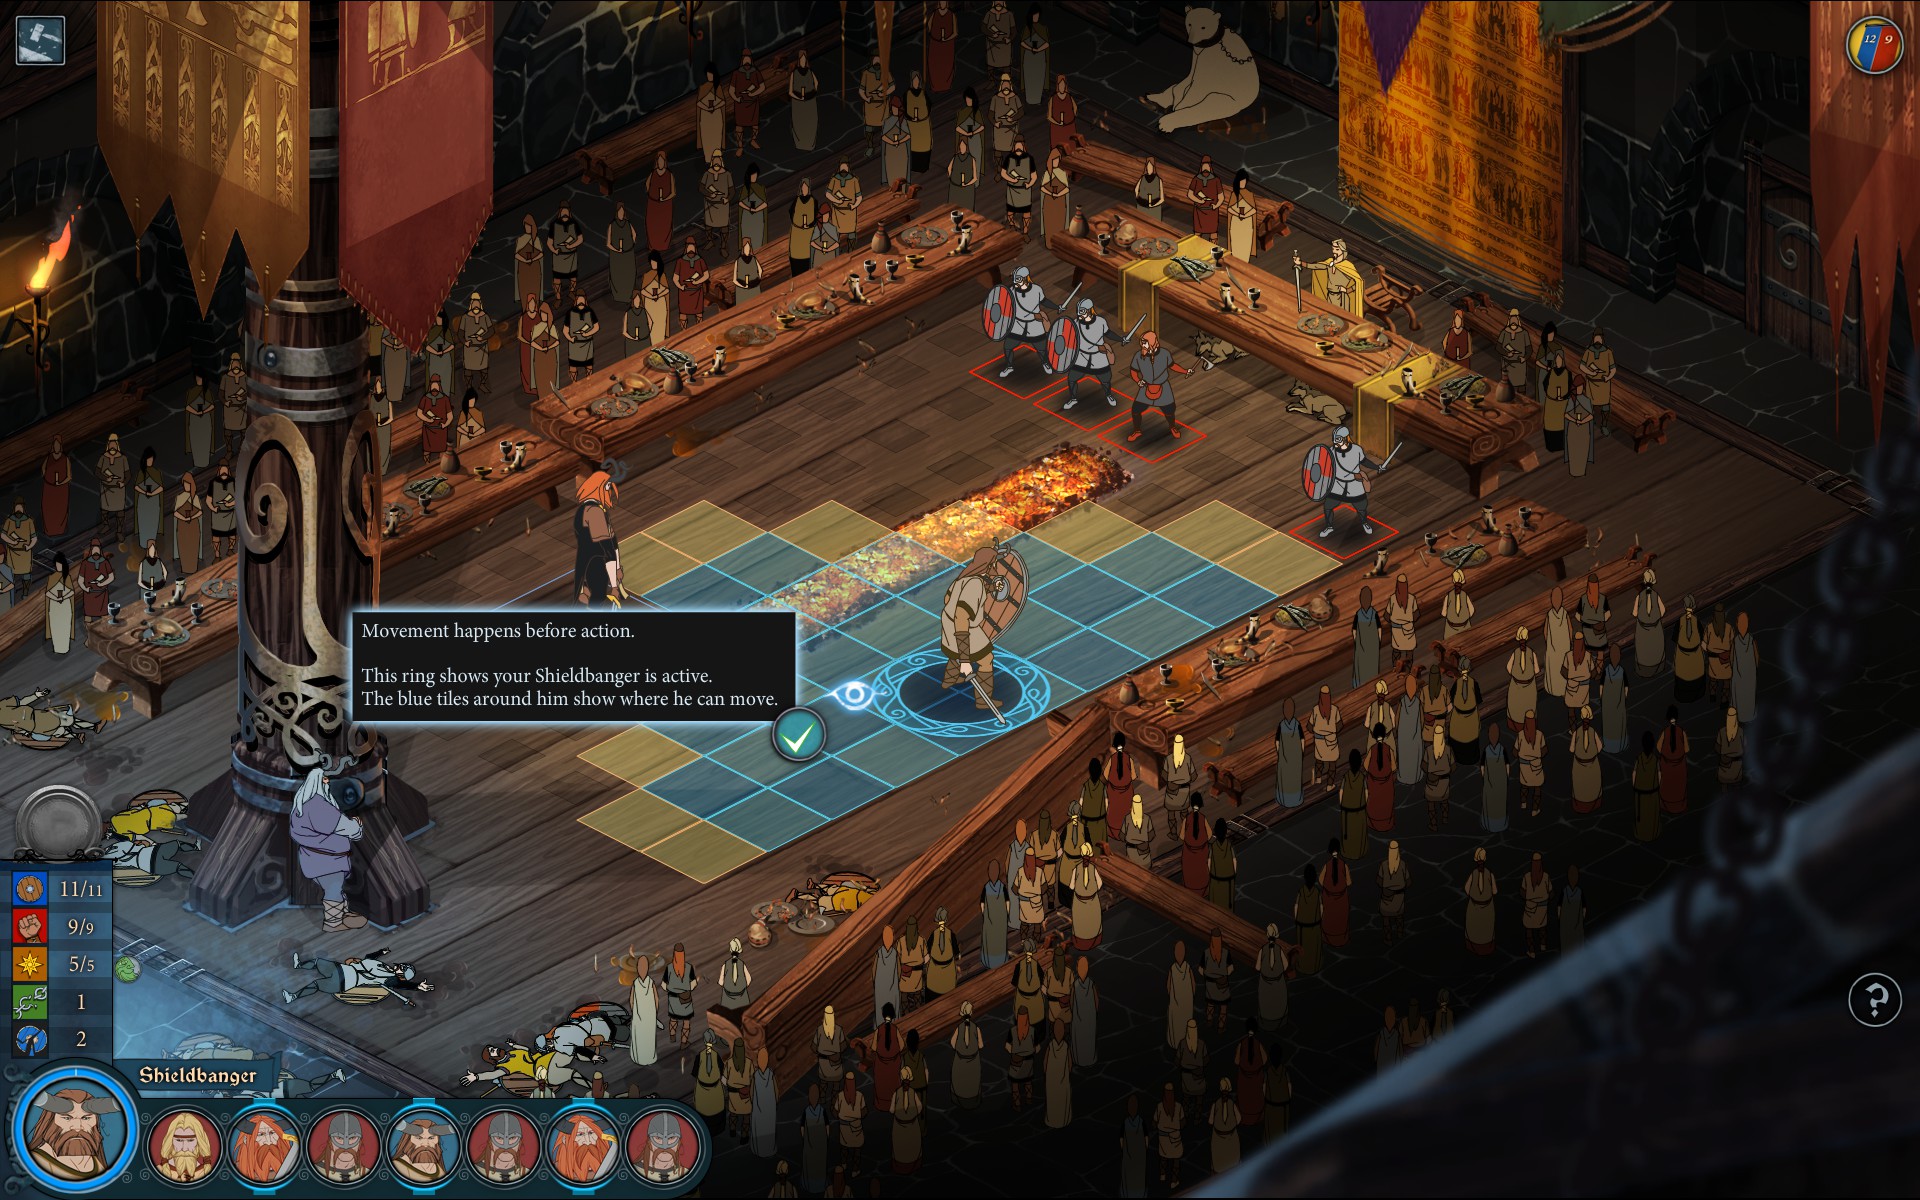 12 9
Movement happens before action.
This ring shows your Shieldbanger is active.
The blue tiles around him show where he can move.
11/11
9/9
5/5
1
2
Shieldbanger
?